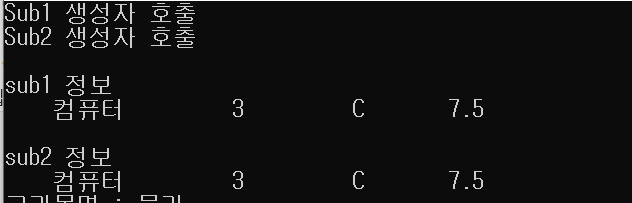 Sub1 생성자 호출
Sub2 생성자 호출
sub1 정보
컴퓨터 3 C 7.5
sub2 정보
컴퓨터 3 C 7.5